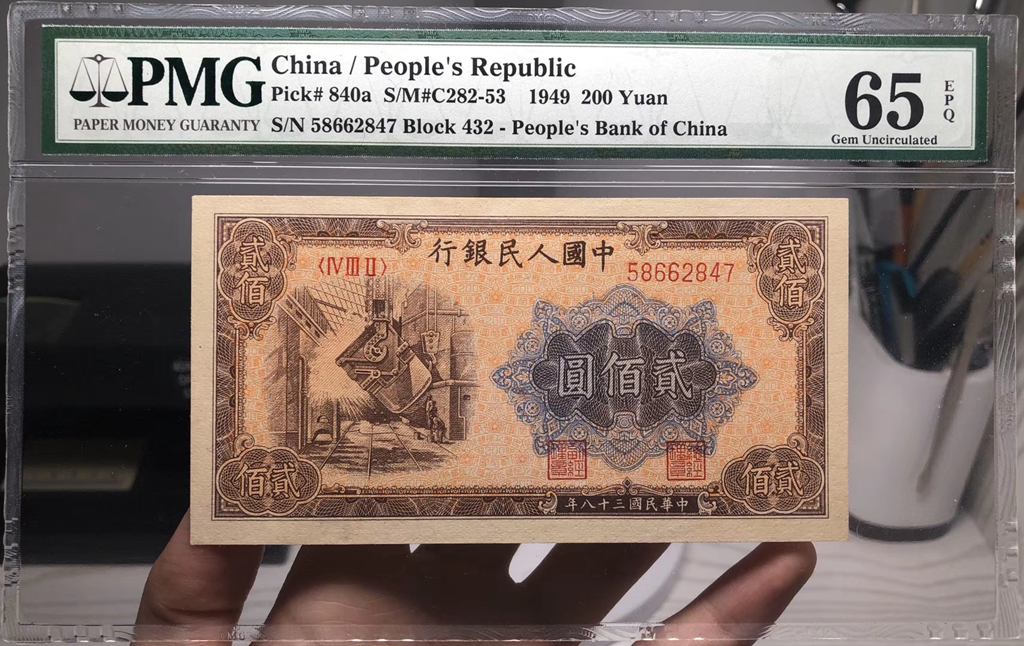 PMG
PAPER MONEY GUARANTY
China / People's Republic
Pick# 840a S/M#C282-53 1949 200 Yuan
S/N 58662847 Block 432 - People's Bank of China
65
EPQ
Gem Uncirculated
行銀民人國中
〈IV III II〉
58662847
貳佰
貳佰
圓佰貳
佰貳
佰貳
年八十三國民華中